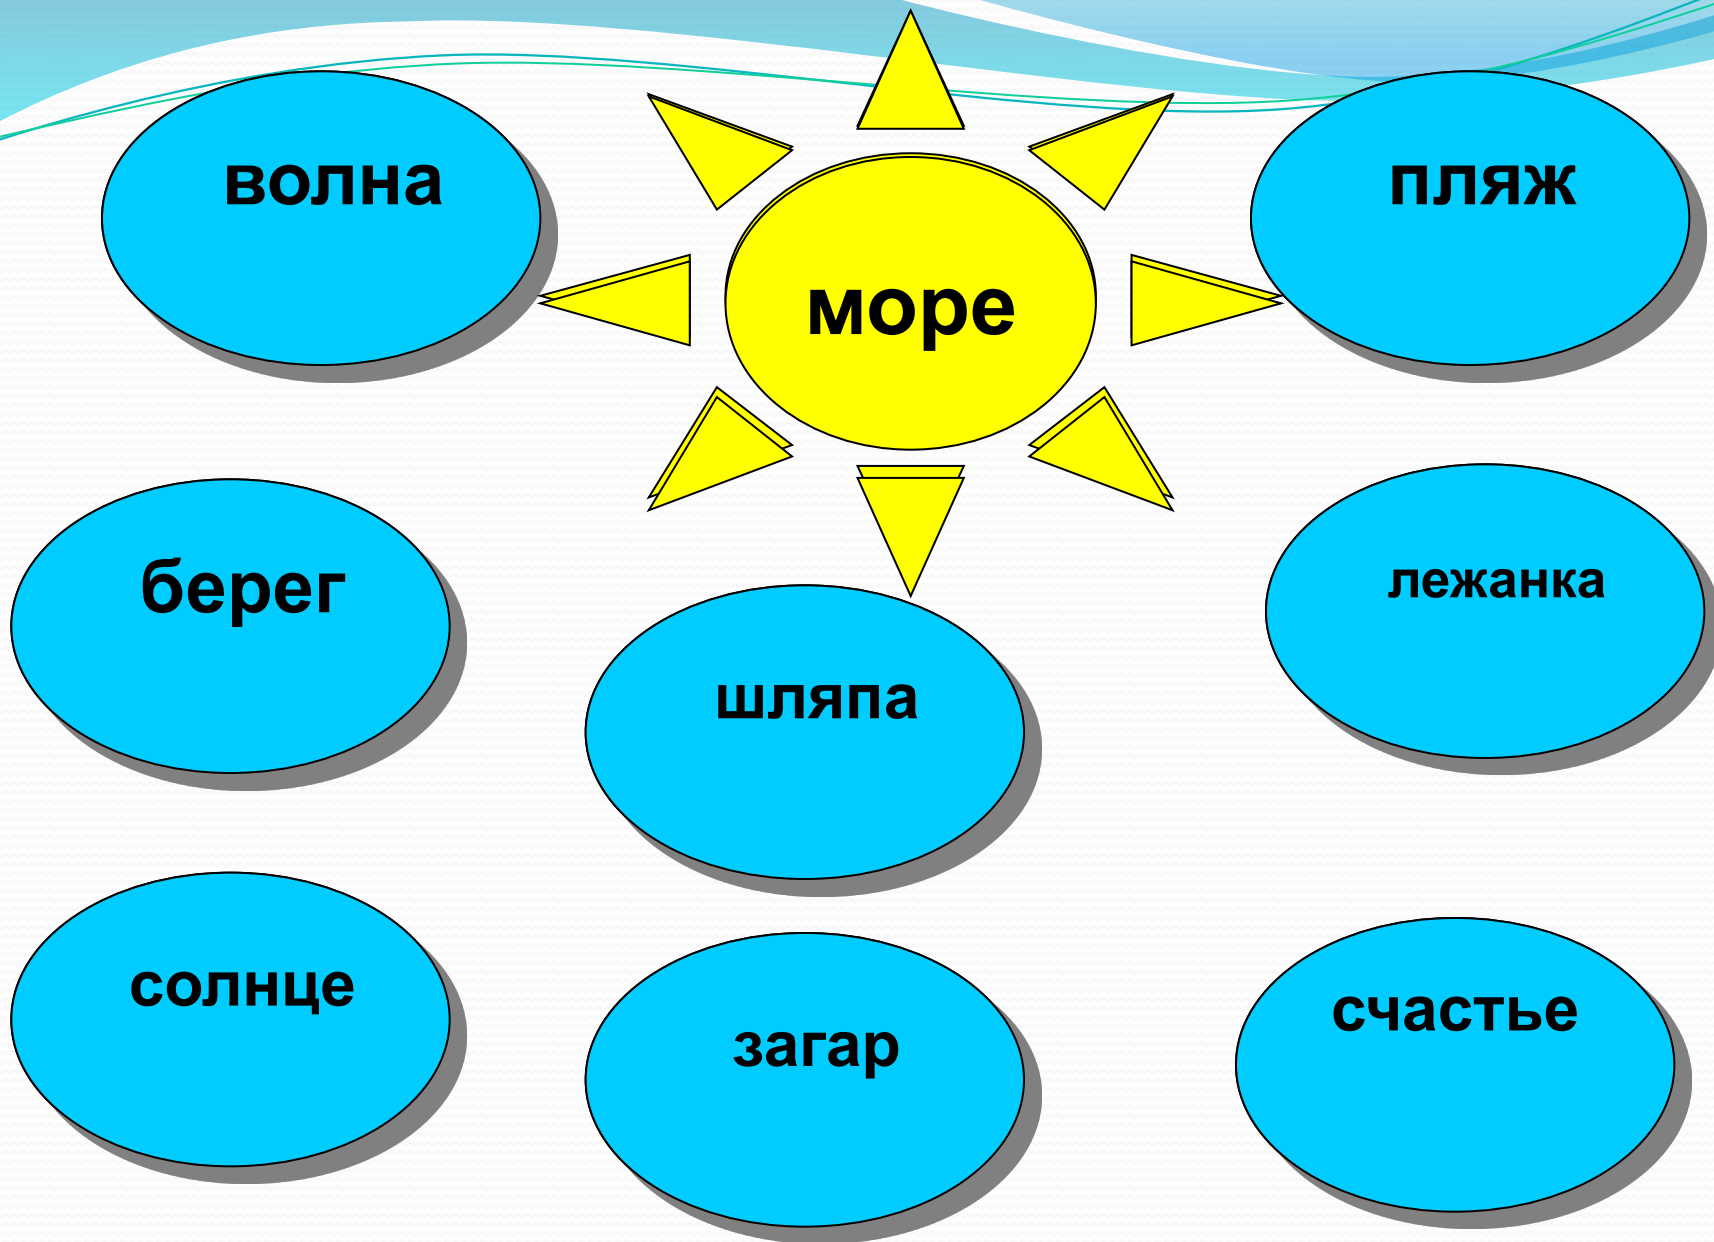 волна
пляж
море
берег
лежанка
шляпа
солнце
счастье
загар